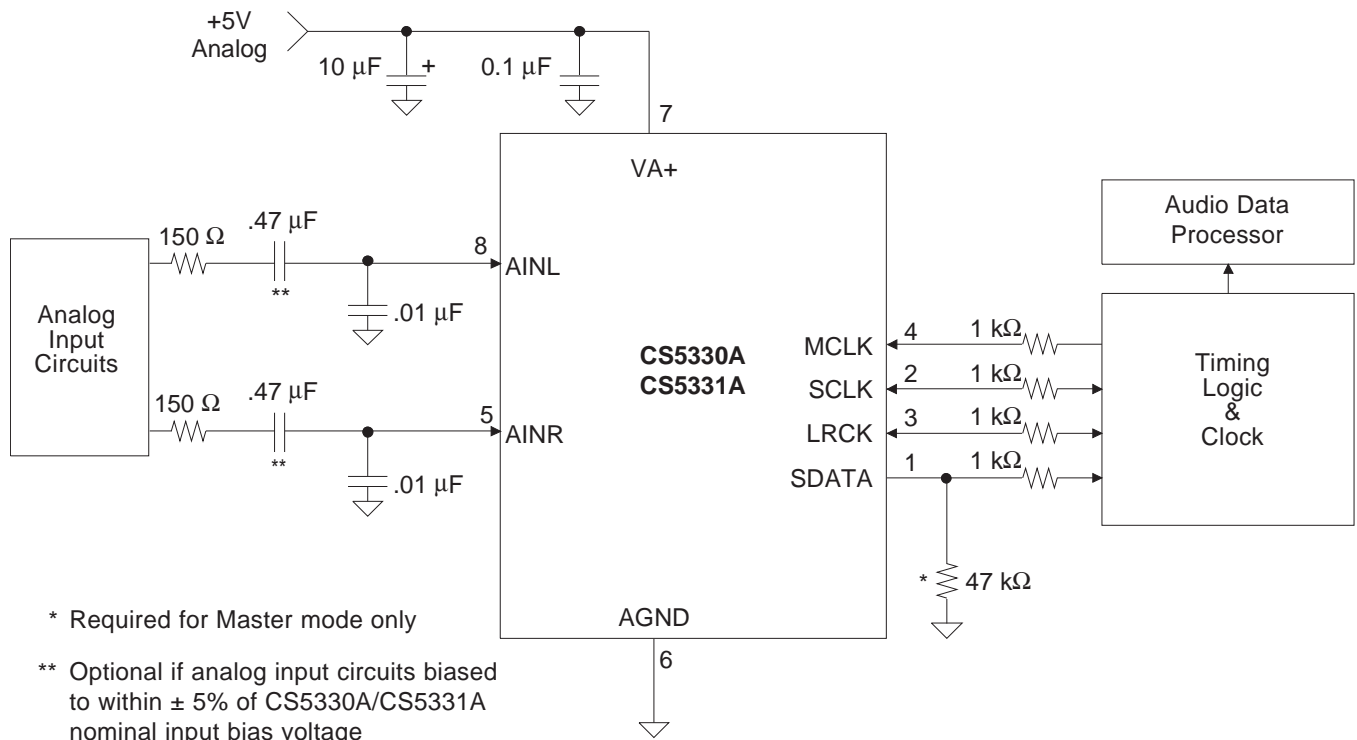 +5V
Analog
10 µF
+
0.1 µF
7
VA+
150 Ω
.47 µF
**
8
AINL
.01 µF
Analog
Input
Circuits
150 Ω
.47 µF
**
5
AINR
.01 µF
CS5330A
CS5331A
MCLK
4
1 kΩ
SCLK
2
1 kΩ
LRCK
3
1 kΩ
SDATA
1
1 kΩ
* 47 kΩ
Audio Data
Processor
Timing
Logic
&
Clock
AGND
6
* Required for Master mode only
** Optional if analog input circuits biased
to within ± 5% of CS5330A/CS5331A
nominal input bias voltage